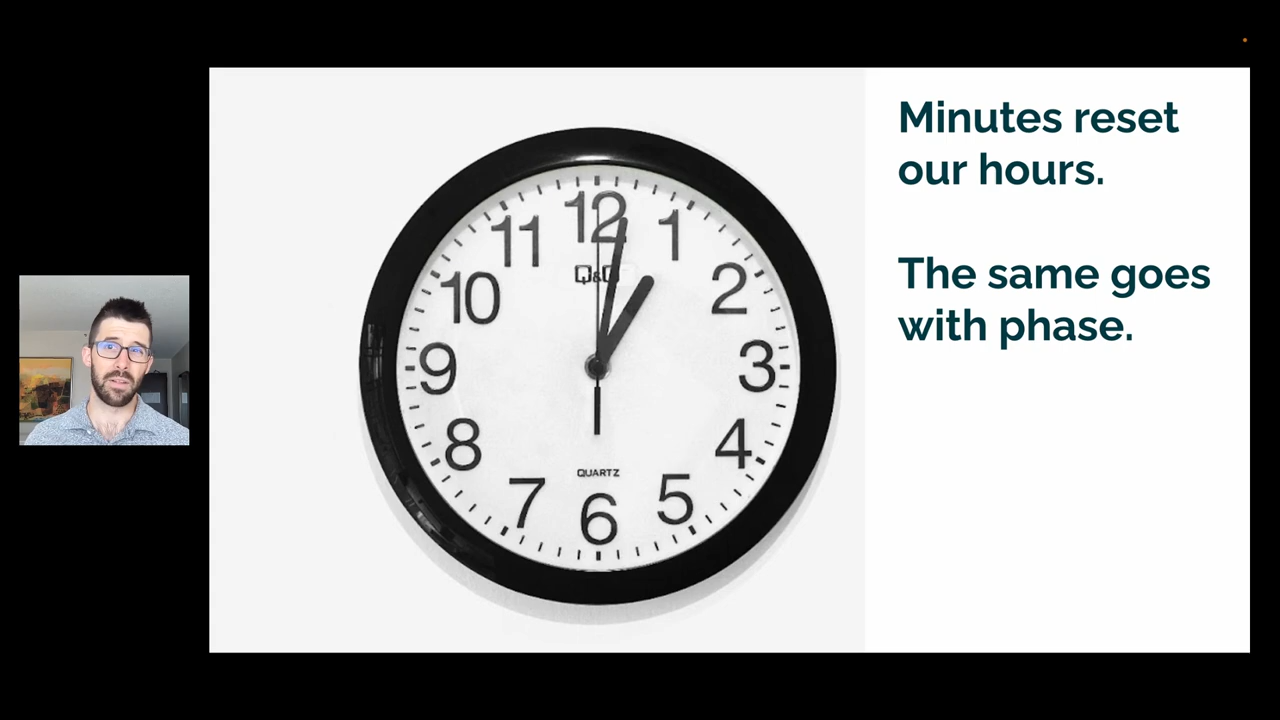 Minutes reset
our hours.
The same goes
with phase.
12
1
2
3
4
5
6
7
8
9
10
11
Q&Q
QUARTZ